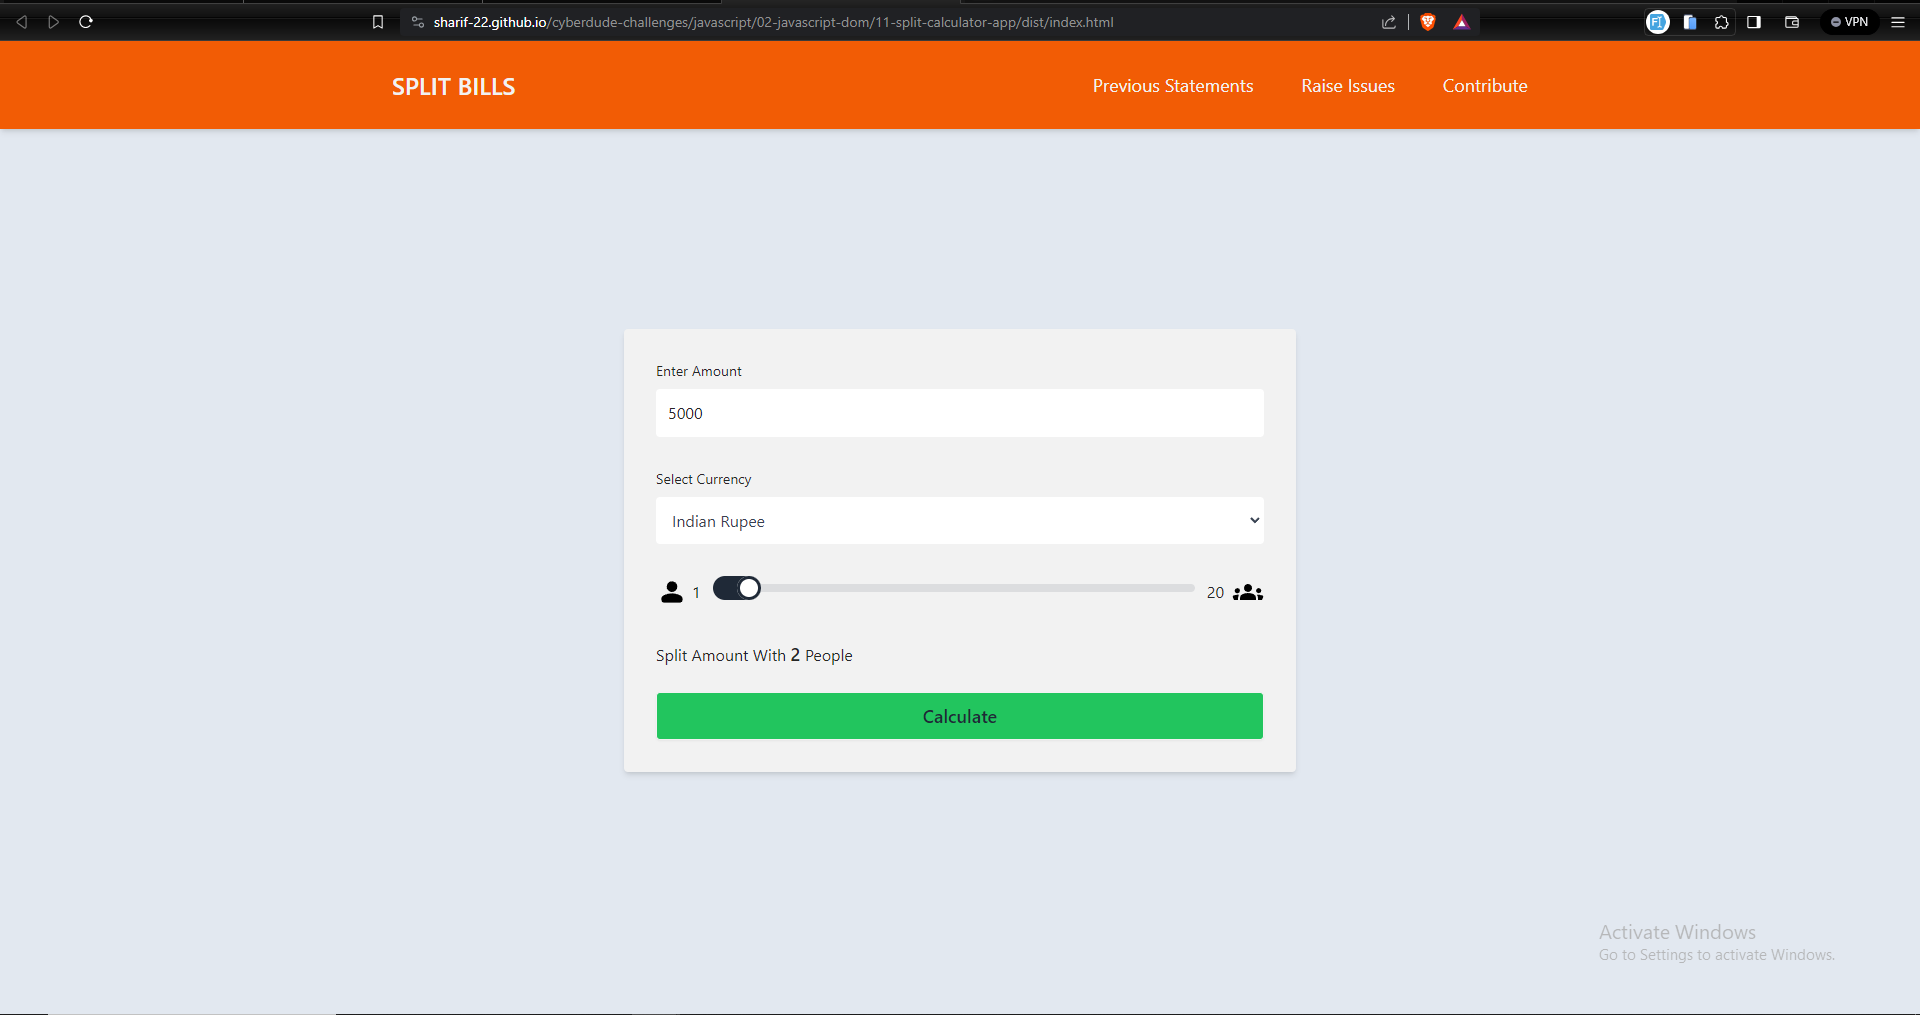 sharif-22.github.io/cyberdude-challenges/javascript/02-javascript-dom/11-split-calculator-app/dist/index.html
VPN
SPLIT BILLS
Previous Statements
Raise Issues
Contribute
Enter Amount
5000
Select Currency
Indian Rupee
1
20
Split Amount With 2 People
Calculate
Activate Windows
Go to Settings to activate Windows.